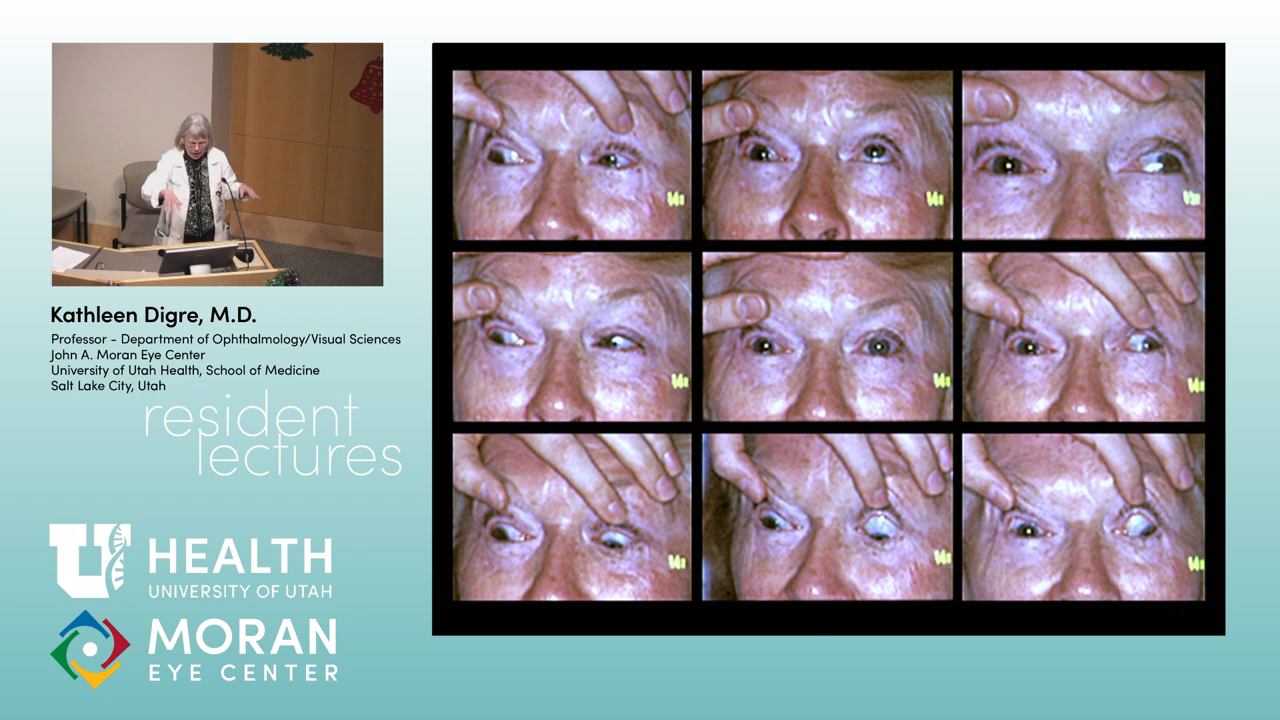 Kathleen Digre, M.D.
Professor - Department of Ophthalmology/Visual Sciences
John A. Moran Eye Center
University of Utah Health, School of Medicine
Salt Lake City, Utah
resident
lectures
U HEALTH
UNIVERSITY OF UTAH
MORAN
EYE CENTER